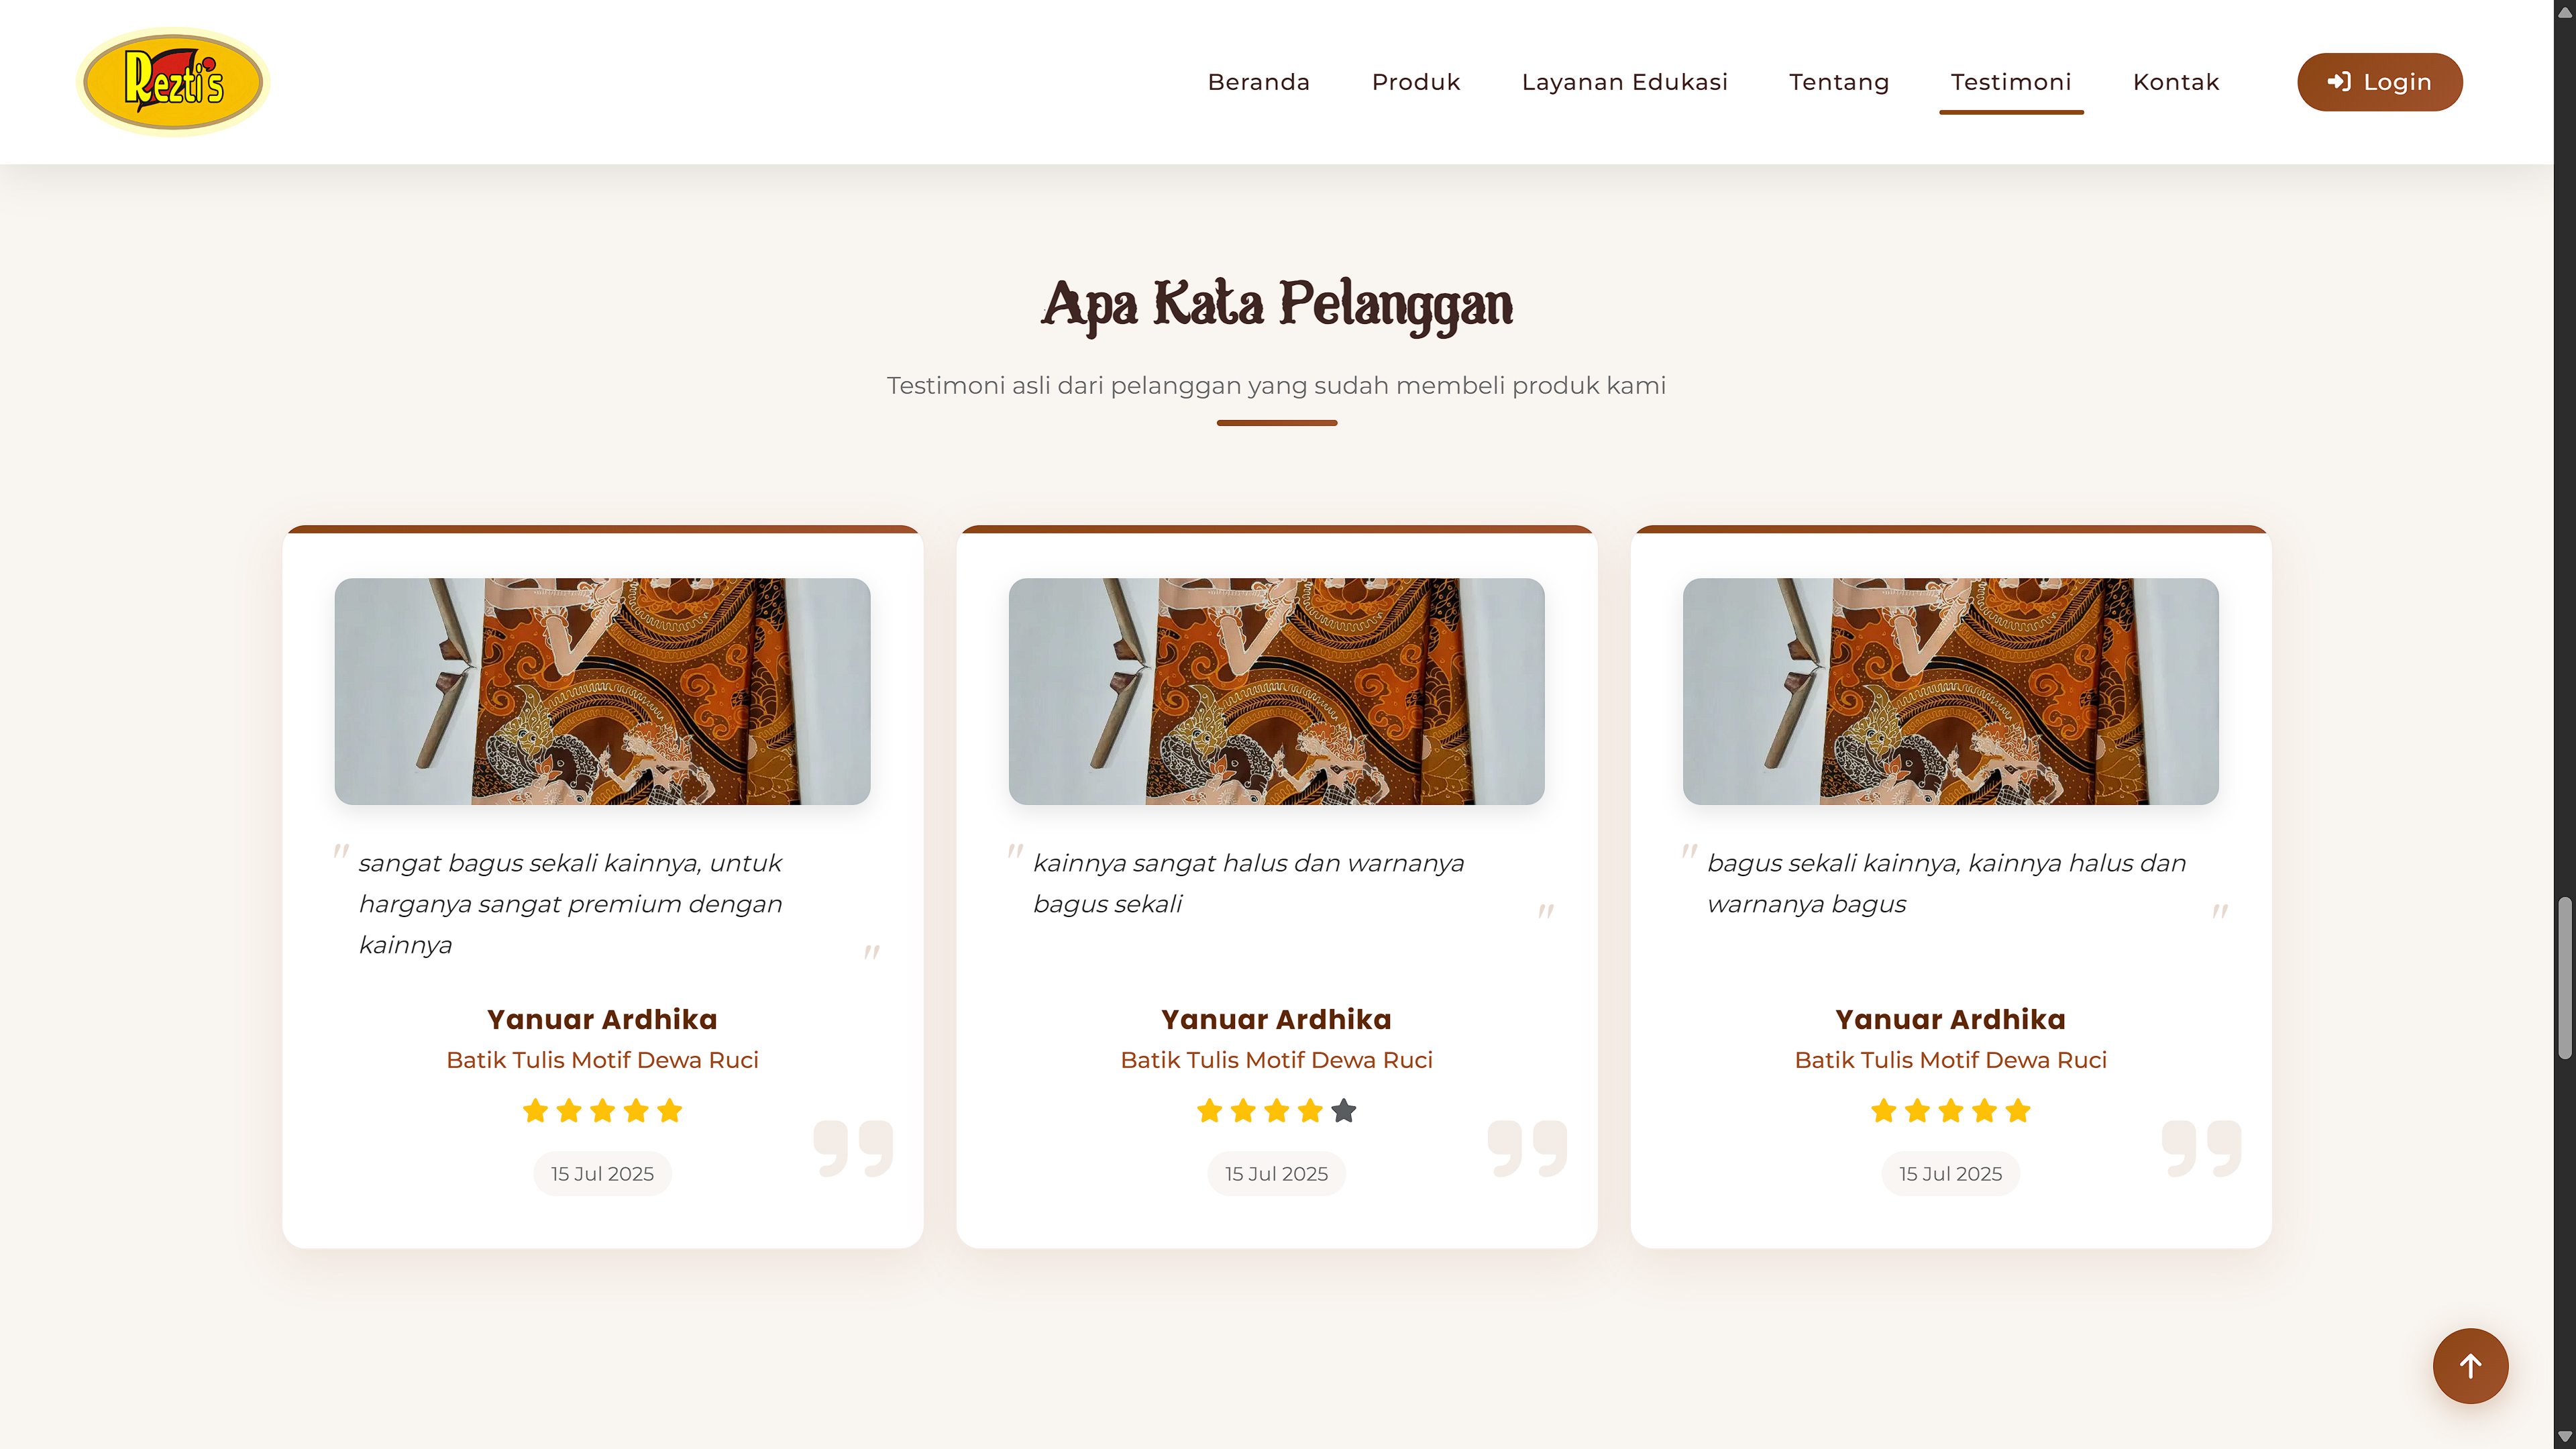 Rezti's
Beranda
Produk
Layanan Edukasi
Tentang
Testimoni
Kontak
Login
Apa Kata Pelanggan
Testimoni asli dari pelanggan yang sudah membeli produk kami
" sangat bagus sekali kainnya, untuk
harganya sangat premium dengan
kainnya "
Yanuar Ardhika
Batik Tulis Motif Dewa Ruci
15 Jul 2025
" kainnya sangat halus dan warnanya
bagus sekali "
Yanuar Ardhika
Batik Tulis Motif Dewa Ruci
15 Jul 2025
" bagus sekali kainnya, kainnya halus dan
warnanya bagus "
Yanuar Ardhika
Batik Tulis Motif Dewa Ruci
15 Jul 2025